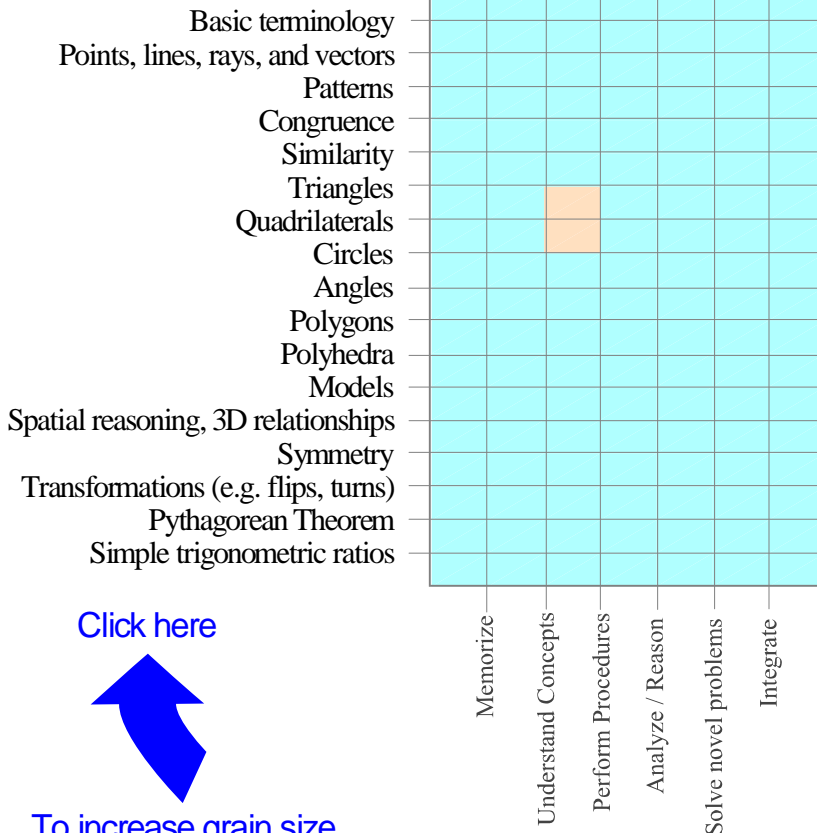 Basic terminology
Points, lines, rays, and vectors
Patterns
Congruence
Similarity
Triangles
Quadrilaterals
Circles
Angles
Polygons
Polyhedra
Models
Spatial reasoning, 3D relationships
Symmetry
Transformations (e.g. flips, turns)
Pythagorean Theorem
Simple trigonometric ratios
Memorize
Understand Concepts
Perform Procedures
Analyze / Reason
Solve novel problems
Integrate
Click here
To increase grain size